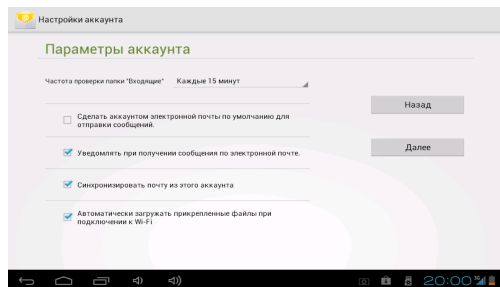 Настройки аккаунта
Параметры аккаунта
Частота проверки папки "Входящие" Каждые 15 минут
Назад
Сделать аккаунтом электронной почты по умолчанию для
отправки сообщений.
Уведомлять при получении сообщения по электронной почте.
Далее
Синхронизировать почту из этого аккаунта
Автоматически загружать прикрепленные файлы при
подключении к Wi-Fi
20:00 3G